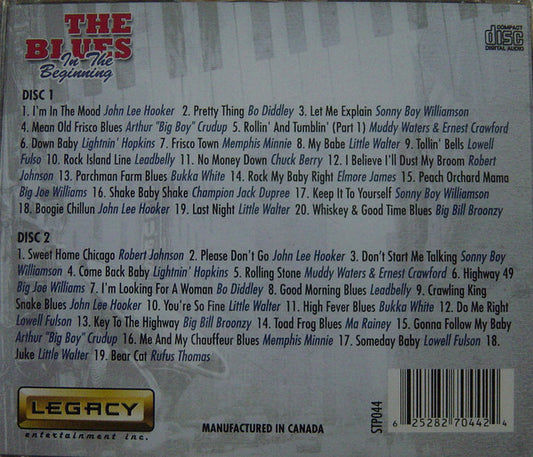 THE
BLUES
In The
Beginning
COMPACT
disc
DIGITAL AUDIO
DISC 1
1. I'm In The Mood John Lee Hooker 2. Pretty Thing Bo Diddley 3. Let Me Explain Sonny Boy Williamson
4. Mean Old Frisco Blues Arthur "Big Boy" Crudup 5. Rollin' And Tumblin' (Part 1) Muddy Waters & Ernest Crawford
6. Down Baby Lightnin' Hopkins 7. Frisco Town Memphis Minnie 8. My Babe Little Walter 9. Tollin' Bells Lowell
Fulso 10. Rock Island Line Leadbelly 11. No Money Down Chuck Berry 12. I Believe I'll Dust My Broom Robert
Johnson 13. Parchman Farm Blues Bukka White 14. Rock My Baby Right Elmore James 15. Peach Orchard Mama
Big Joe Williams 16. Shake Baby Shake Champion Jack Dupree 17. Keep It To Yourself Sonny Boy Williamson
18. Boogie Chillun John Lee Hooker 19. Last Night Little Walter 20. Whiskey & Good Time Blues Big Bill Broonzy
DISC 2
1. Sweet Home Chicago Robert Johnson 2. Please Don't Go John Lee Hooker 3. Don't Start Me Talking Sonny Boy
Williamson 4. Come Back Baby Lightnin' Hopkins 5. Rolling Stone Muddy Waters & Ernest Crawford 6. Highway 49
Big Joe Williams 7. I'm Looking For A Woman Bo Diddley 8. Good Morning Blues Leadbelly 9. Crawling King
Snake Blues John Lee Hooker 10. You're So Fine Little Walter 11. High Fever Blues Bukka White 12. Do Me Right
Lowell Fulson 13. Key To The Highway Big Bill Broonzy 14. Toad Frog Blues Ma Rainey 15. Gonna Follow My Baby
Arthur "Big Boy" Crudup 16. Me And My Chauffeur Blues Memphis Minnie 17. Someday Baby Lowell Fulson 18.
Juke Little Walter 19. Bear Cat Rufus Thomas
LEGACY
entertainment inc.
MANUFACTURED IN CANADA
STP044
6 25282 70442 4